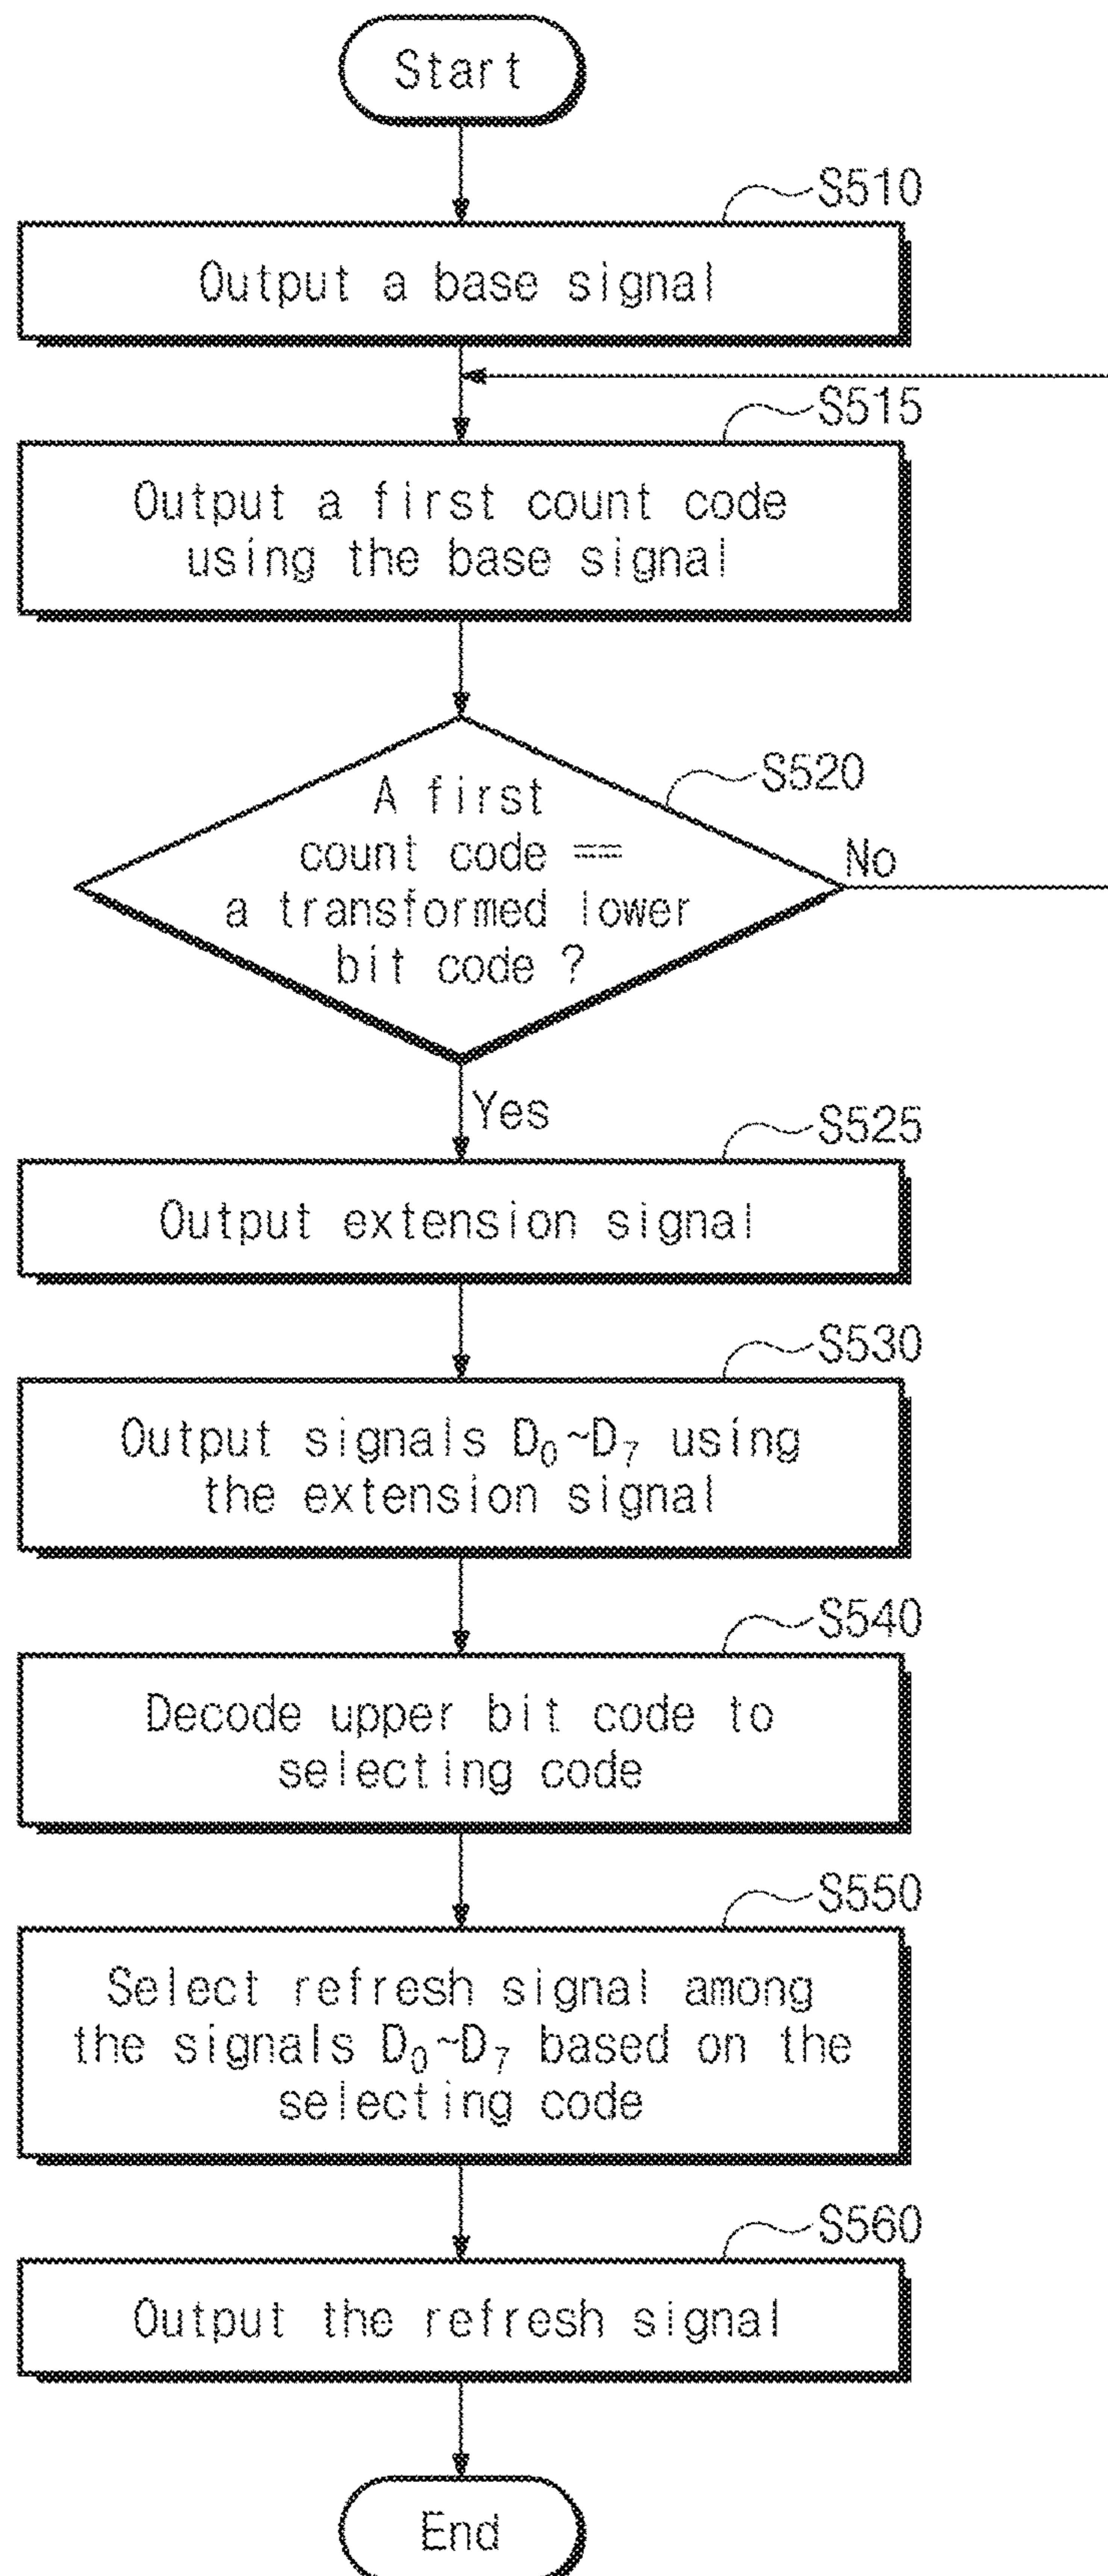 Start
S510
Output a base signal
S515
Output a first count code
using the base signal
S520
A first
count code ==
a transformed lower
bit code ?
No
Yes
S525
Output extension signal
S530
Output signals D₀~D₇ using
the extension signal
S540
Decode upper bit code to
selecting code
S550
Select refresh signal among
the signals D₀~D₇ based on the
selecting code
S560
Output the refresh signal
End